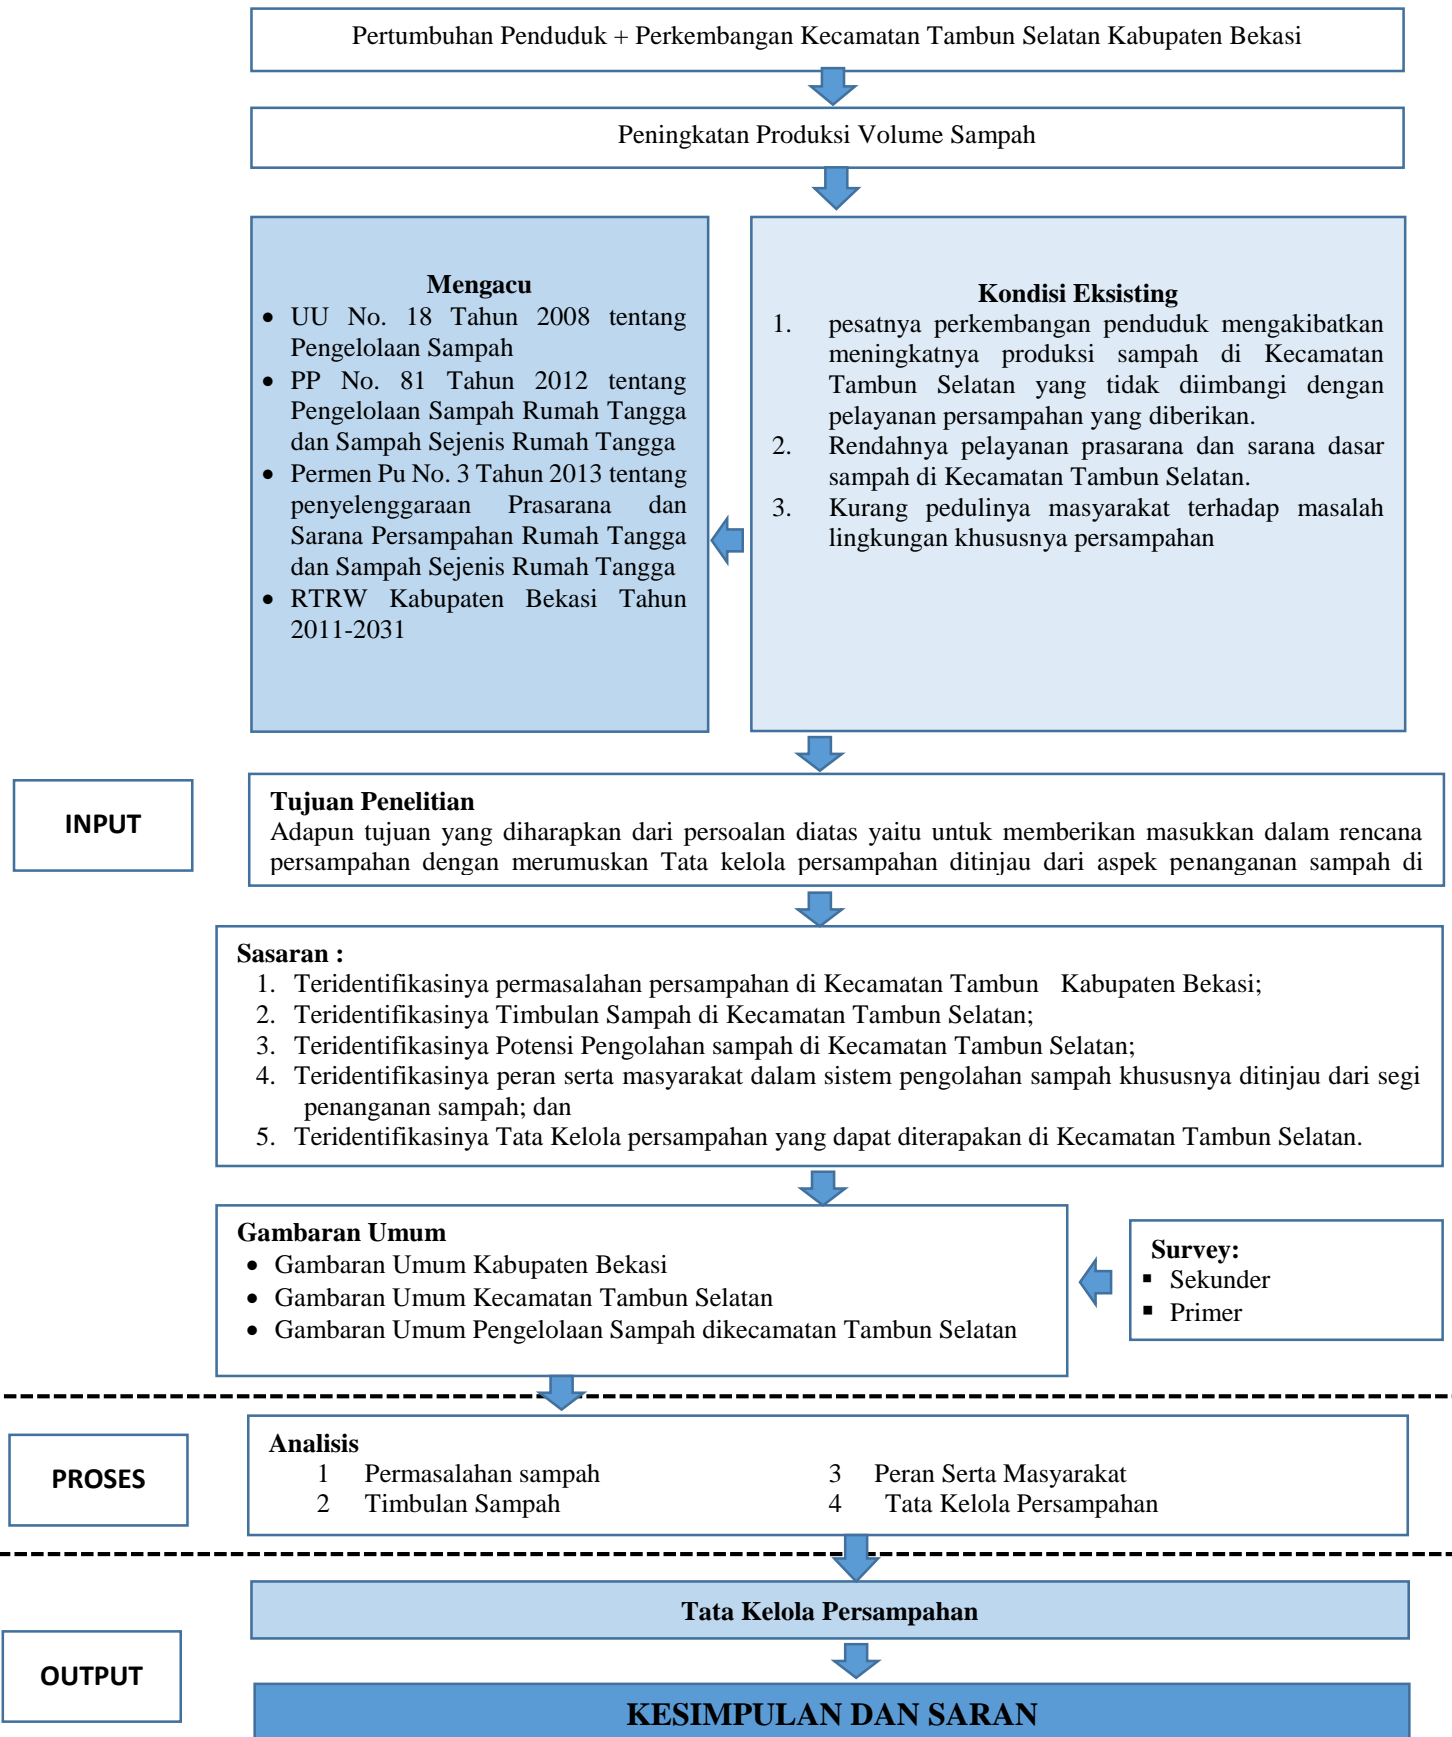 Pertumbuhan Penduduk + Perkembangan Kecamatan Tambun Selatan Kabupaten Bekasi
Peningkatan Produksi Volume Sampah
Mengacu
• UU No. 18 Tahun 2008 tentang
Pengelolaan Sampah
• PP No. 81 Tahun 2012 tentang
Pengelolaan Sampah Rumah Tangga
dan Sampah Sejenis Rumah Tangga
• Permen Pu No. 3 Tahun 2013 tentang
penyelenggaraan Prasarana dan
Sarana Persampahan Rumah Tangga
dan Sampah Sejenis Rumah Tangga
• RTRW Kabupaten Bekasi Tahun
2011-2031
Kondisi Eksisting
1. pesatnya perkembangan penduduk mengakibatkan
meningkatnya produksi sampah di Kecamatan
Tambun Selatan yang tidak diimbangi dengan
pelayanan persampahan yang diberikan.
2. Rendahnya pelayanan prasarana dan sarana dasar
sampah di Kecamatan Tambun Selatan.
3. Kurang pedulinya masyarakat terhadap masalah
lingkungan khususnya persampahan
INPUT
Tujuan Penelitian
Adapun tujuan yang diharapkan dari persoalan diatas yaitu untuk memberikan masukkan dalam rencana
persampahan dengan merumuskan Tata kelola persampahan ditinjau dari aspek penanganan sampah di
Sasaran :
1. Teridentifikasinya permasalahan persampahan di Kecamatan Tambun Kabupaten Bekasi;
2. Teridentifikasinya Timbulan Sampah di Kecamatan Tambun Selatan;
3. Teridentifikasinya Potensi Pengolahan sampah di Kecamatan Tambun Selatan;
4. Teridentifikasinya peran serta masyarakat dalam sistem pengolahan sampah khususnya ditinjau dari segi
penanganan sampah; dan
5. Teridentifikasinya Tata Kelola persampahan yang dapat diterapakan di Kecamatan Tambun Selatan.
Gambaran Umum
• Gambaran Umum Kabupaten Bekasi
• Gambaran Umum Kecamatan Tambun Selatan
• Gambaran Umum Pengelolaan Sampah dikecamatan Tambun Selatan
Survey:
▪ Sekunder
▪ Primer
PROSES
Analisis
1 Permasalahan sampah
2 Timbulan Sampah
3 Peran Serta Masyarakat
4 Tata Kelola Persampahan
OUTPUT
Tata Kelola Persampahan
KESIMPULAN DAN SARAN